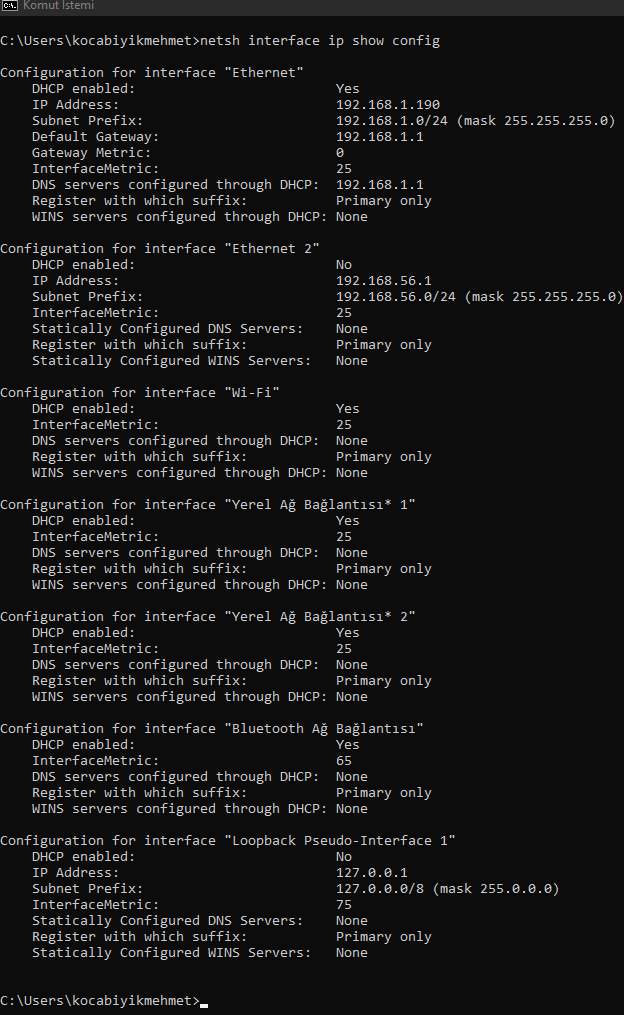 Komut İstemi
C:\Users\kocabiyikmehmet>netsh interface ip show config
Configuration for interface "Ethernet"
DHCP enabled: Yes
IP Address: 192.168.1.190
Subnet Prefix: 192.168.1.0/24 (mask 255.255.255.0)
Default Gateway: 192.168.1.1
Gateway Metric: 0
InterfaceMetric: 25
DNS servers configured through DHCP: 192.168.1.1
Register with which suffix: Primary only
WINS servers configured through DHCP: None
Configuration for interface "Ethernet 2"
DHCP enabled: No
IP Address: 192.168.56.1
Subnet Prefix: 192.168.56.0/24 (mask 255.255.255.0)
InterfaceMetric: 25
Statically Configured DNS Servers: None
Register with which suffix: Primary only
Statically Configured WINS Servers: None
Configuration for interface "Wi-Fi"
DHCP enabled: Yes
InterfaceMetric: 25
DNS servers configured through DHCP: None
Register with which suffix: Primary only
WINS servers configured through DHCP: None
Configuration for interface "Yerel Ağ Bağlantısı* 1"
DHCP enabled: Yes
InterfaceMetric: 25
DNS servers configured through DHCP: None
Register with which suffix: Primary only
WINS servers configured through DHCP: None
Configuration for interface "Yerel Ağ Bağlantısı* 2"
DHCP enabled: Yes
InterfaceMetric: 25
DNS servers configured through DHCP: None
Register with which suffix: Primary only
WINS servers configured through DHCP: None
Configuration for interface "Bluetooth Ağ Bağlantısı"
DHCP enabled: Yes
InterfaceMetric: 65
DNS servers configured through DHCP: None
Register with which suffix: Primary only
WINS servers configured through DHCP: None
Configuration for interface "Loopback Pseudo-Interface 1"
DHCP enabled: No
IP Address: 127.0.0.1
Subnet Prefix: 127.0.0.0/8 (mask 255.0.0.0)
InterfaceMetric: 75
Statically Configured DNS Servers: None
Register with which suffix: Primary only
Statically Configured WINS Servers: None
C:\Users\kocabiyikmehmet>